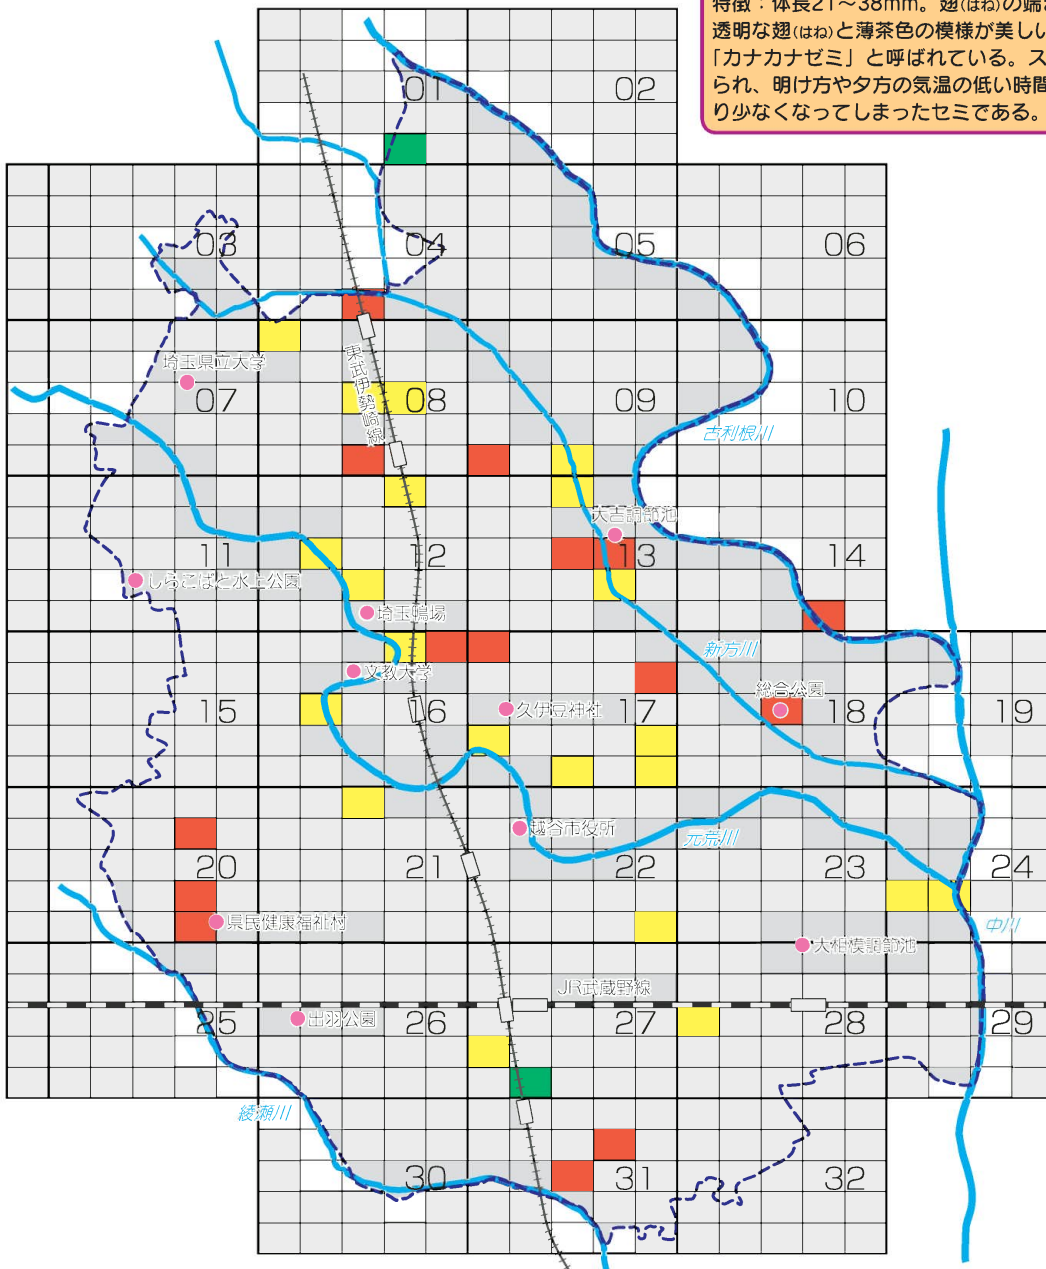 特徴：体長21～38mm。翅(はね)の端
透明な翅(はね)と薄茶色の模様が美しい
「カナカナゼミ」と呼ばれている。ス
られ、明け方や夕方の気温の低い時間
り少なくなってしまったセミである。
01
02
03
04
05
06
埼玉県立大学
東武伊勢崎線
07
08
09
10
古利根川
大吉調節池
11
12
13
14
しらこばと水上公園
埼玉鴨場
新方川
文教大学
総合公園
15
16
久伊豆神社
17
18
19
越谷市役所
元荒川
20
21
22
23
24
県民健康福祉村
中川
大相模調節池
JR武蔵野線
25
出羽公園
26
27
28
29
綾瀬川
30
31
32